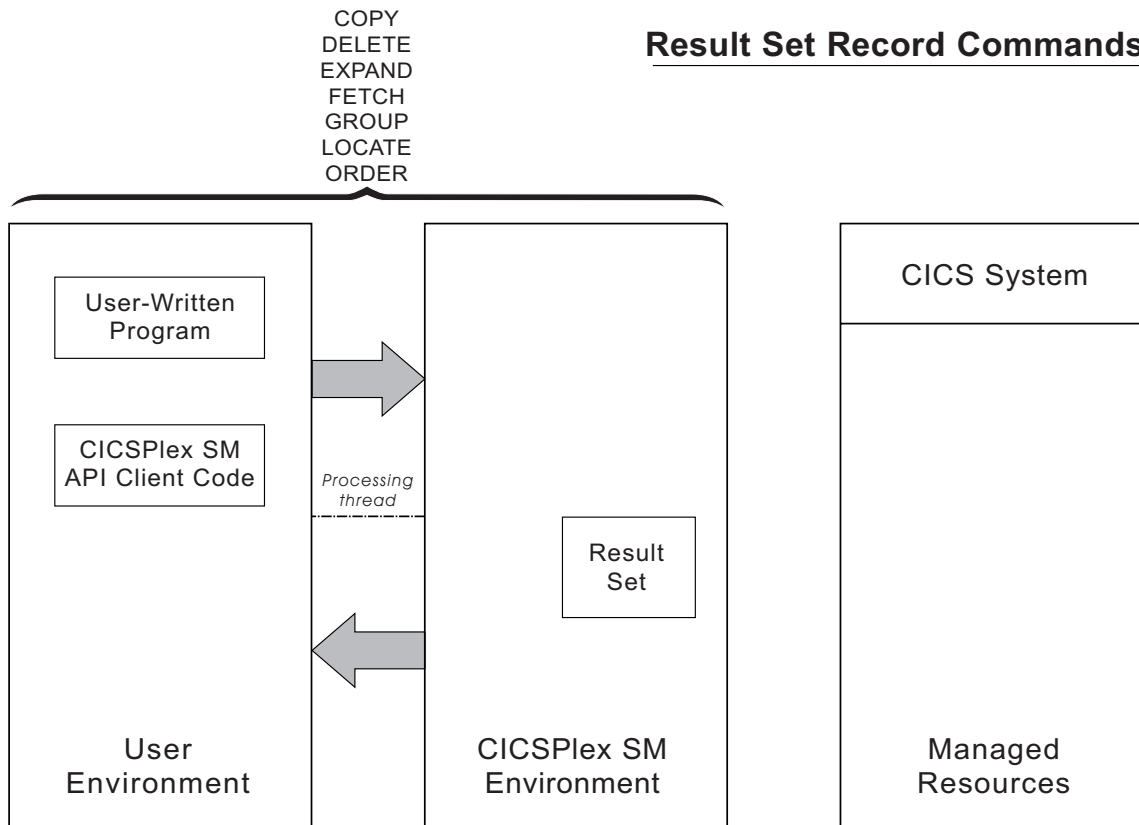 COPY
DELETE
EXPAND
FETCH
GROUP
LOCATE
ORDER
Result Set Record Commands
User-Written
Program
CICSPlex SM
API Client Code
Processing
thread
Result
Set
CICS System
User
Environment
CICSPlex SM
Environment
Managed
Resources